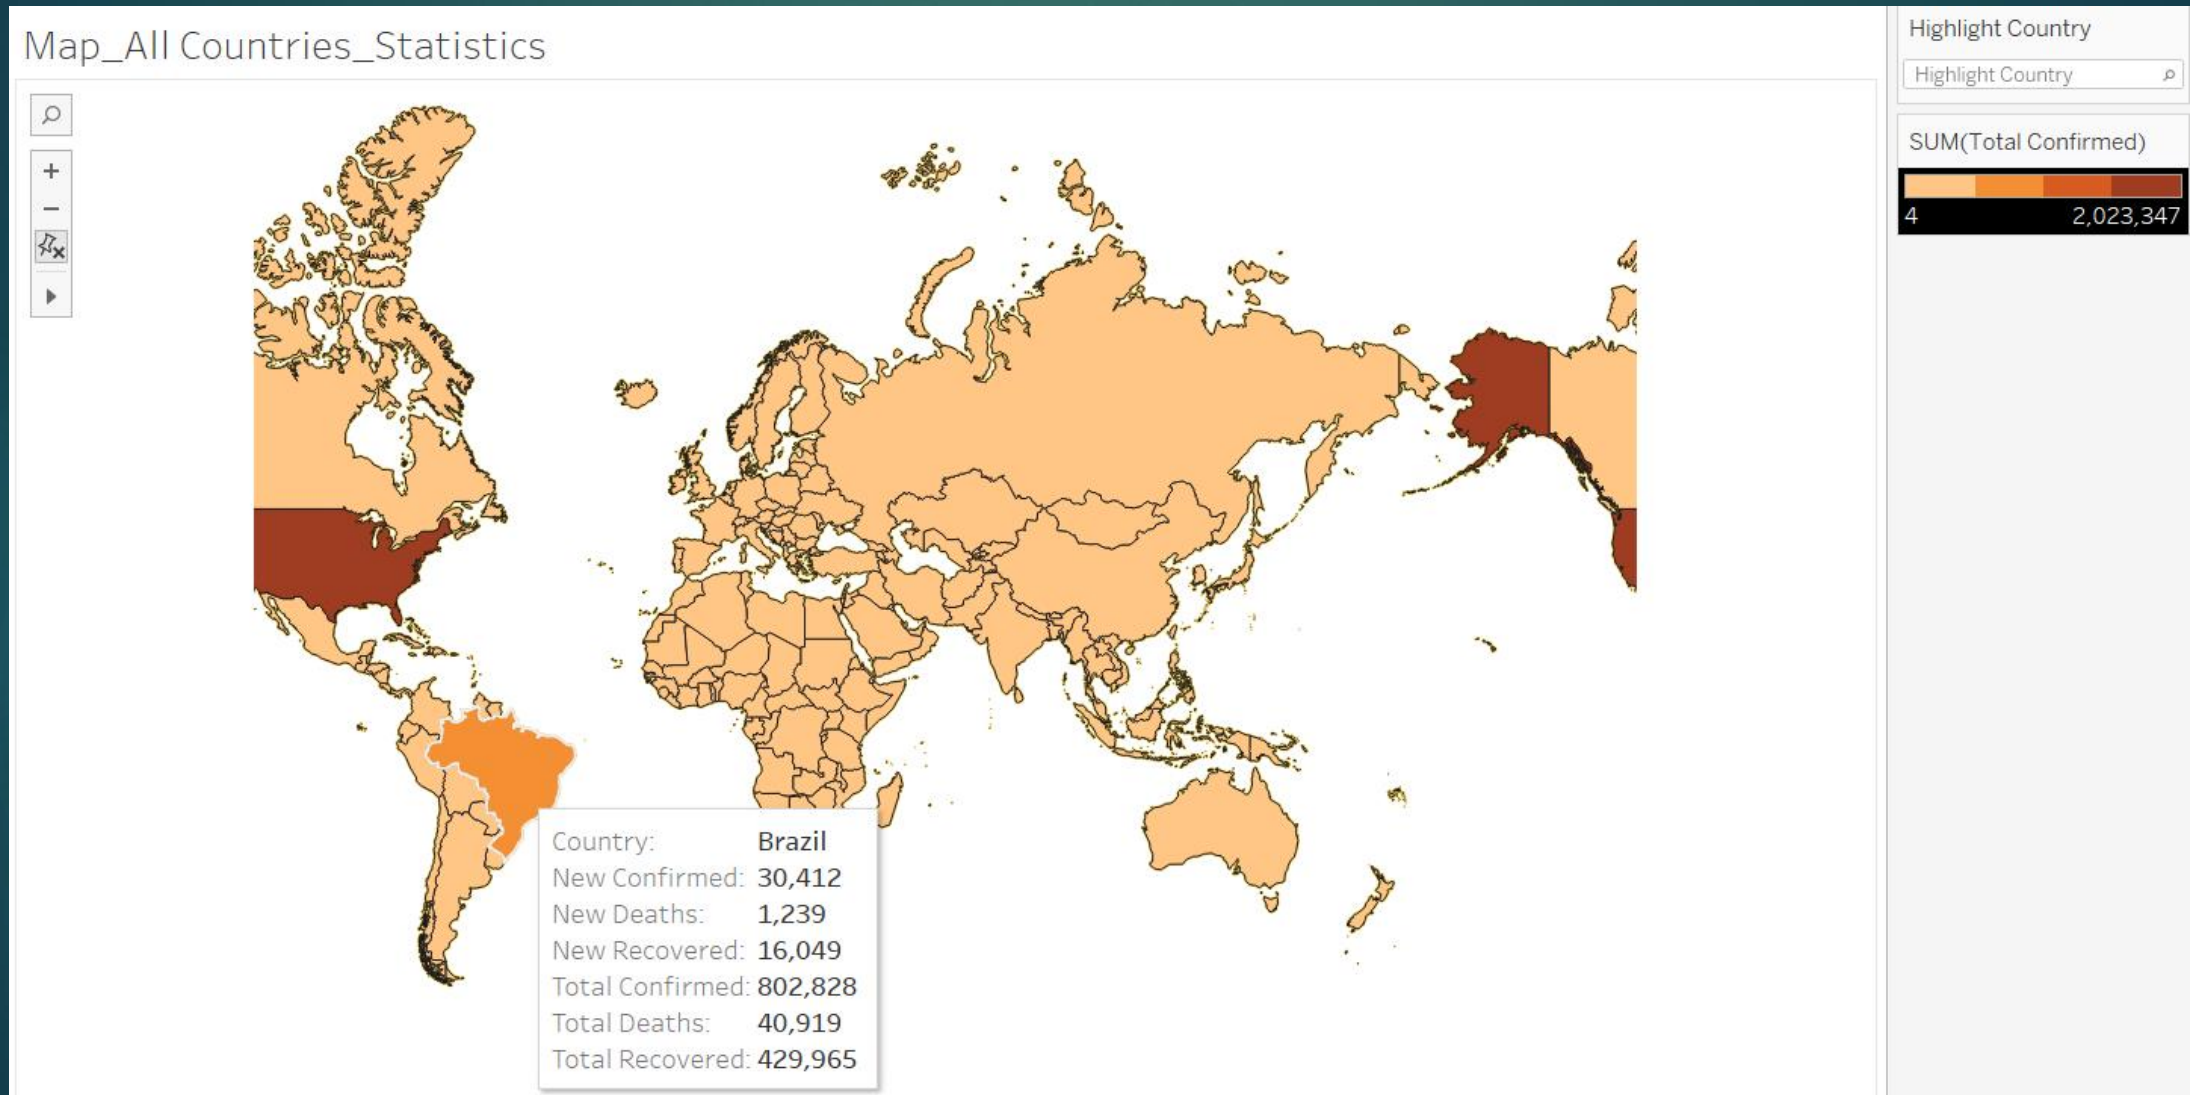 Map_All Countries_Statistics
Highlight Country
Highlight Country
SUM(Total Confirmed)
4 2,023,347
Country: Brazil
New Confirmed: 30,412
New Deaths: 1,239
New Recovered: 16,049
Total Confirmed: 802,828
Total Deaths: 40,919
Total Recovered: 429,965